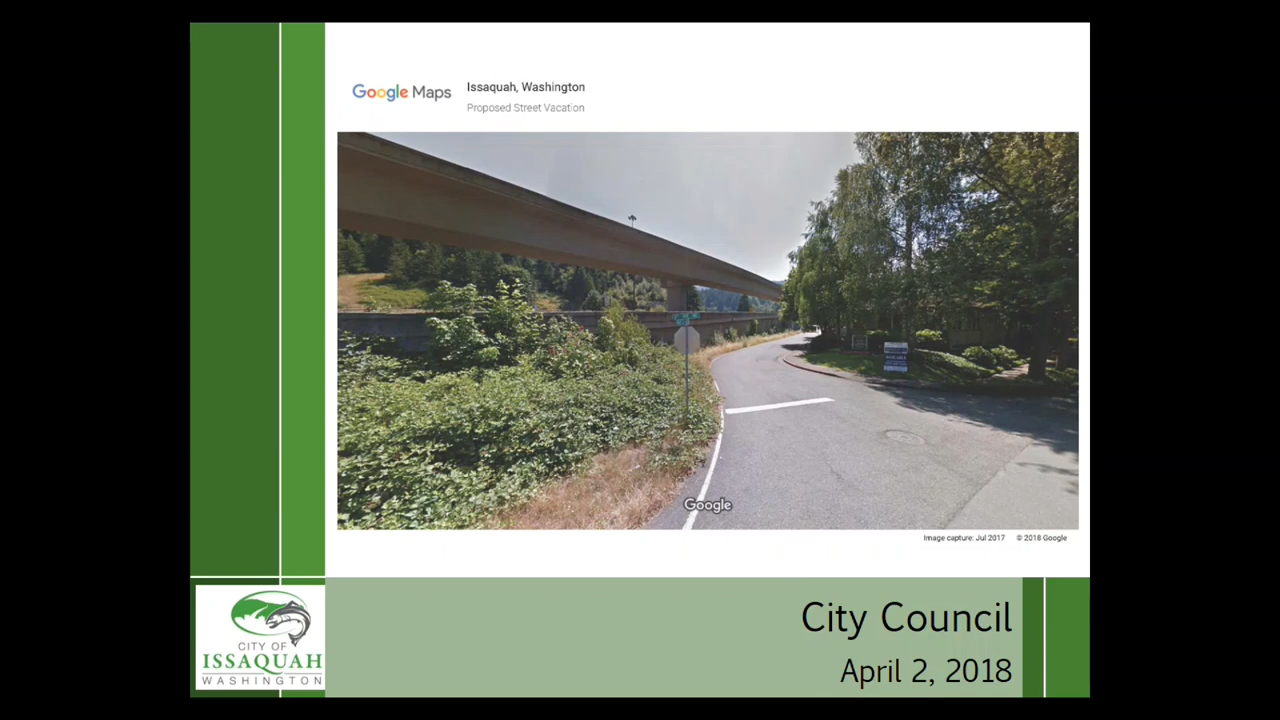 Google Maps
Issaquah, Washington
Proposed Street Vacation
AVAILABLE
Google
Image capture: Jul 2017 © 2018 Google
City Council
April 2, 2018
CITY OF
ISSAQUAH
WASHINGTON